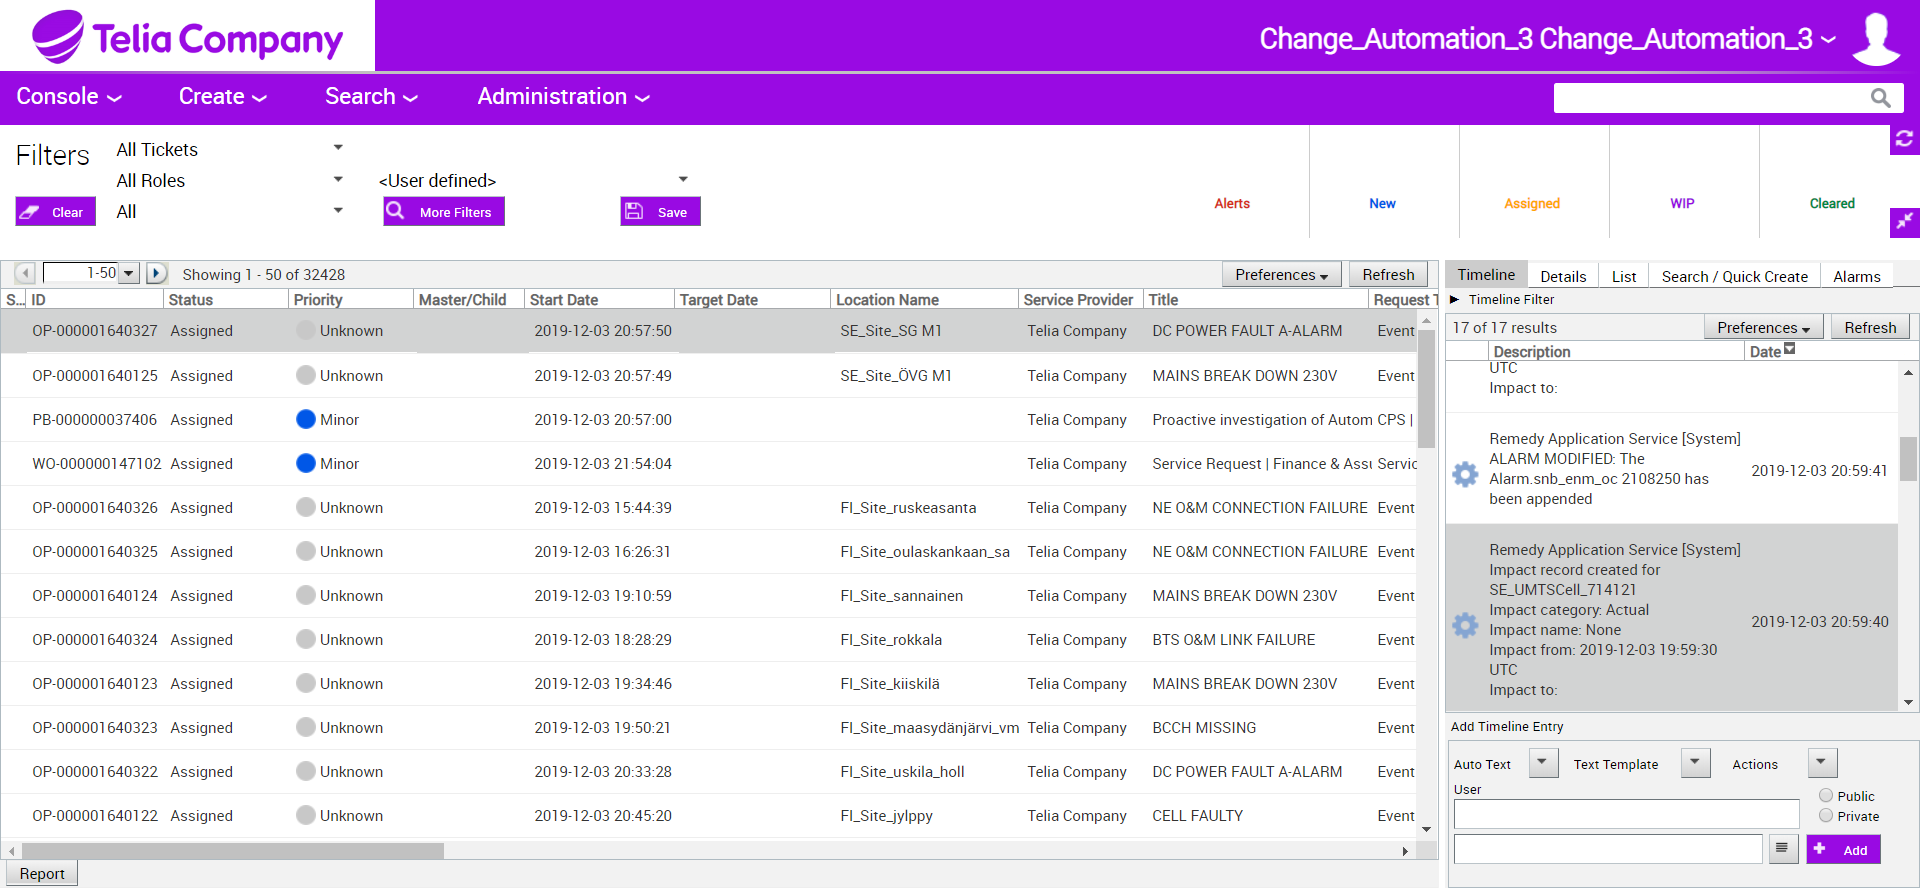 Telia Company
Change_Automation_3 Change_Automation_3
Console
Create
Search
Administration
Filters
All Tickets
All Roles
<User defined>
All
Clear
More Filters
Save
Alerts
New
Assigned
WIP
Cleared
1-50
Showing 1 - 50 of 32428
Preferences
Refresh
S... ID Status Priority Master/Child Start Date Target Date Location Name Service Provider Title Request T
OP-000001640327 Assigned Unknown 2019-12-03 20:57:50 SE_Site_SG M1 Telia Company DC POWER FAULT A-ALARM Event
OP-000001640125 Assigned Unknown 2019-12-03 20:57:49 SE_Site_ÖVG M1 Telia Company MAINS BREAK DOWN 230V Event
PB-000000037406 Assigned Minor 2019-12-03 20:57:00 Telia Company Proactive investigation of Autom CPS |
WO-000000147102 Assigned Minor 2019-12-03 21:54:04 Telia Company Service Request | Finance & Assu Servic
OP-000001640326 Assigned Unknown 2019-12-03 15:44:39 FI_Site_ruskeasanta Telia Company NE O&M CONNECTION FAILURE Event
OP-000001640325 Assigned Unknown 2019-12-03 16:26:31 FI_Site_oulaskankaan_sa Telia Company NE O&M CONNECTION FAILURE Event
OP-000001640124 Assigned Unknown 2019-12-03 19:10:59 FI_Site_sannainen Telia Company MAINS BREAK DOWN 230V Event
OP-000001640324 Assigned Unknown 2019-12-03 18:28:29 FI_Site_rokkala Telia Company BTS O&M LINK FAILURE Event
OP-000001640123 Assigned Unknown 2019-12-03 19:34:46 FI_Site_kiiskilä Telia Company MAINS BREAK DOWN 230V Event
OP-000001640323 Assigned Unknown 2019-12-03 19:50:21 FI_Site_maasydänjärvi_vm Telia Company BCCH MISSING Event
OP-000001640322 Assigned Unknown 2019-12-03 20:33:28 FI_Site_uskila_holl Telia Company DC POWER FAULT A-ALARM Event
OP-000001640122 Assigned Unknown 2019-12-03 20:45:20 FI_Site_jylppy Telia Company CELL FAULTY Event
Report
Timeline
Details
List
Search / Quick Create
Alarms
Timeline Filter
17 of 17 results
Preferences
Refresh
Description Date
UTC
Impact to:
Remedy Application Service [System]
ALARM MODIFIED: The
Alarm.snb_enm_oc 2108250 has
been appended
2019-12-03 20:59:41
Remedy Application Service [System]
Impact record created for
SE_UMTSCell_714121
Impact category: Actual
Impact name: None
Impact from: 2019-12-03 19:59:30
UTC
Impact to:
2019-12-03 20:59:40
Add Timeline Entry
Auto Text
Text Template
Actions
User
Public
Private
Add